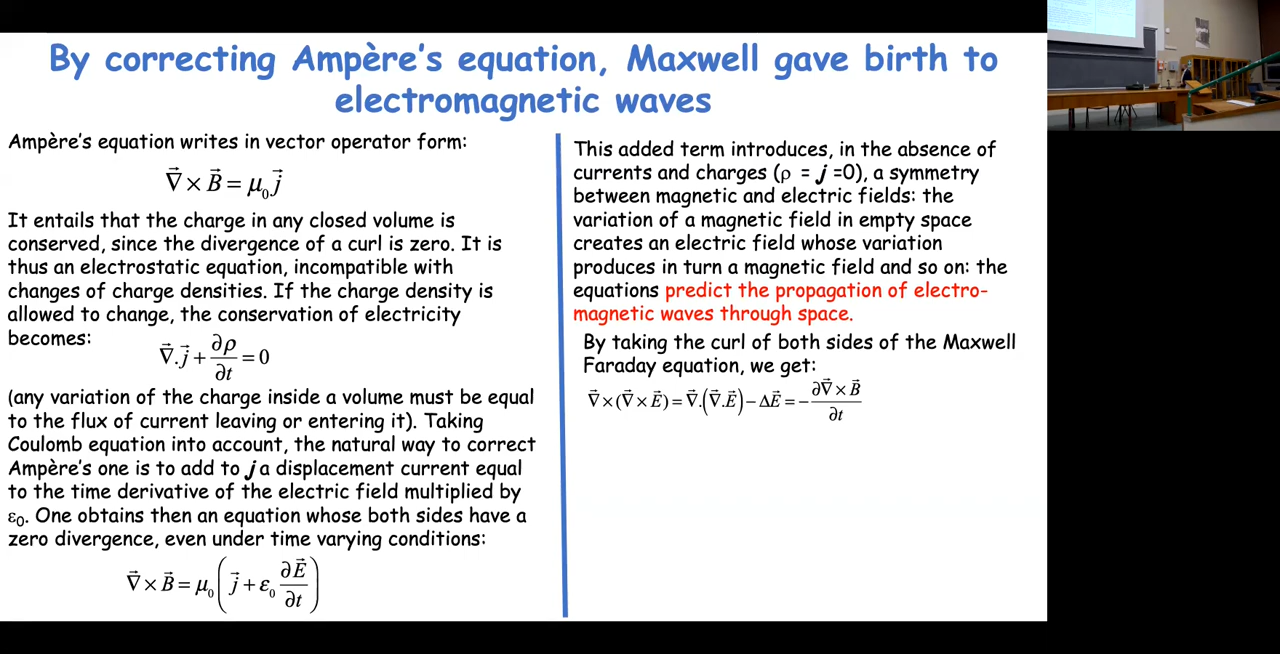 By correcting Ampère's equation, Maxwell gave birth to
electromagnetic waves
Ampère's equation writes in vector operator form:
∇⃗ × B⃗ = μ₀ j⃗
It entails that the charge in any closed volume is
conserved, since the divergence of a curl is zero. It is
thus an electrostatic equation, incompatible with
changes of charge densities. If the charge density is
allowed to change, the conservation of electricity
becomes:
∇⃗.j⃗ + ∂ρ/∂t = 0
(any variation of the charge inside a volume must be equal
to the flux of current leaving or entering it). Taking
Coulomb equation into account, the natural way to correct
Ampère's one is to add to j a displacement current equal
to the time derivative of the electric field multiplied by
ε₀. One obtains then an equation whose both sides have a
zero divergence, even under time varying conditions:
∇⃗ × B⃗ = μ₀ (j⃗ + ε₀ ∂E⃗/∂t)
This added term introduces, in the absence of
currents and charges (ρ = j =0), a symmetry
between magnetic and electric fields: the
variation of a magnetic field in empty space
creates an electric field whose variation
produces in turn a magnetic field and so on: the
equations predict the propagation of electro-
magnetic waves through space.
By taking the curl of both sides of the Maxwell
Faraday equation, we get:
∇⃗ × (∇⃗ × E⃗) = ∇⃗.(∇⃗.E⃗) − ΔE⃗ = − ∂∇⃗ × B⃗/∂t